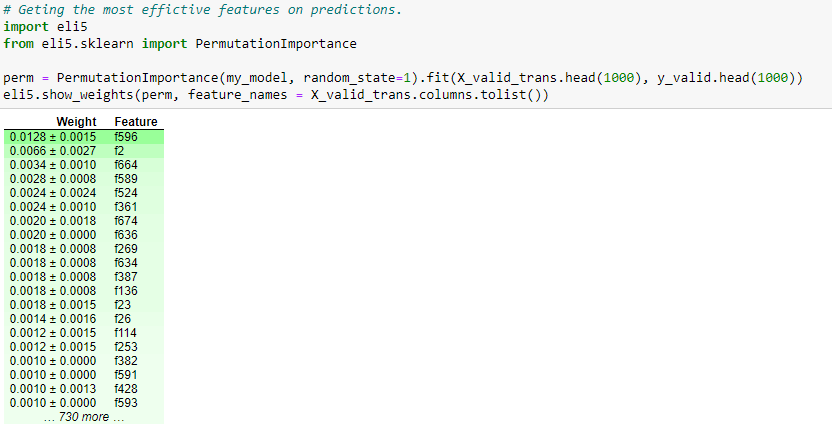 # Geting the most effictive features on predictions.
import eli5
from eli5.sklearn import PermutationImportance
perm = PermutationImportance(my_model, random_state=1).fit(X_valid_trans.head(1000), y_valid.head(1000))
eli5.show_weights(perm, feature_names = X_valid_trans.columns.tolist())
Weight Feature
0.0128 ± 0.0015 f596
0.0066 ± 0.0027 f2
0.0034 ± 0.0010 f664
0.0028 ± 0.0008 f589
0.0024 ± 0.0024 f524
0.0024 ± 0.0010 f361
0.0020 ± 0.0018 f674
0.0020 ± 0.0000 f636
0.0018 ± 0.0008 f269
0.0018 ± 0.0008 f634
0.0018 ± 0.0008 f387
0.0018 ± 0.0008 f136
0.0018 ± 0.0015 f23
0.0014 ± 0.0016 f26
0.0012 ± 0.0015 f114
0.0012 ± 0.0015 f253
0.0010 ± 0.0000 f382
0.0010 ± 0.0000 f591
0.0010 ± 0.0013 f428
0.0010 ± 0.0000 f593
… 730 more …